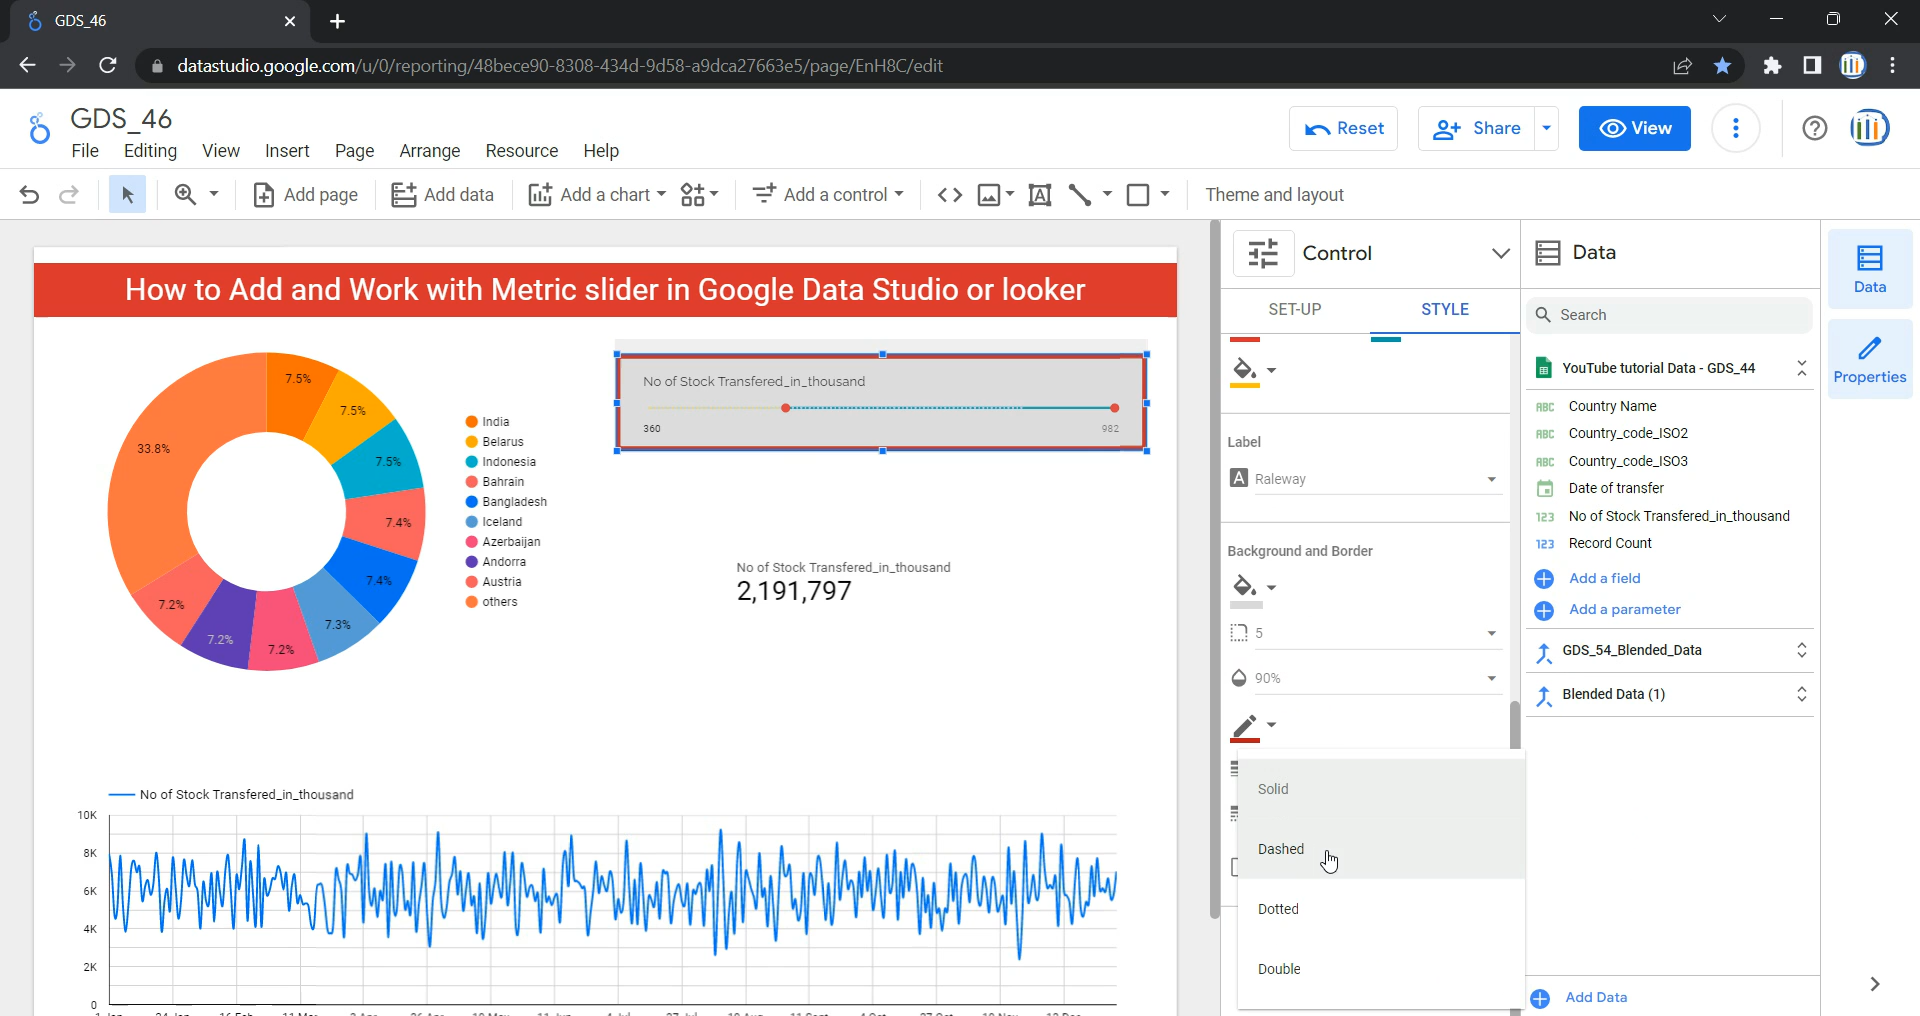 GDS_46
datastudio.google.com/u/0/reporting/48bece90-8308-434d-9d58-a9dca27663e5/page/EnH8C/edit
GDS_46
File Editing View Insert Page Arrange Resource Help
Reset Share View
Add page Add data Add a chart Add a control Theme and layout
How to Add and Work with Metric slider in Google Data Studio or looker
7.5%
7.5%
7.5%
7.4%
7.4%
7.3%
7.2%
7.2%
7.2%
33.8%
India
Belarus
Indonesia
Bahrain
Bangladesh
Iceland
Azerbaijan
Andorra
Austria
others
No of Stock Transfered_in_thousand
360 982
No of Stock Transfered_in_thousand
2,191,797
No of Stock Transfered_in_thousand
10K
8K
6K
4K
2K
0
Control
SET-UP STYLE
Label
Raleway
Background and Border
5
90%
Solid
Dashed
Dotted
Double
Data
Search
YouTube tutorial Data - GDS_44
ABC Country Name
ABC Country_code_ISO2
ABC Country_code_ISO3
Date of transfer
123 No of Stock Transfered_in_thousand
123 Record Count
Add a field
Add a parameter
GDS_54_Blended_Data
Blended Data (1)
Add Data
Data
Properties